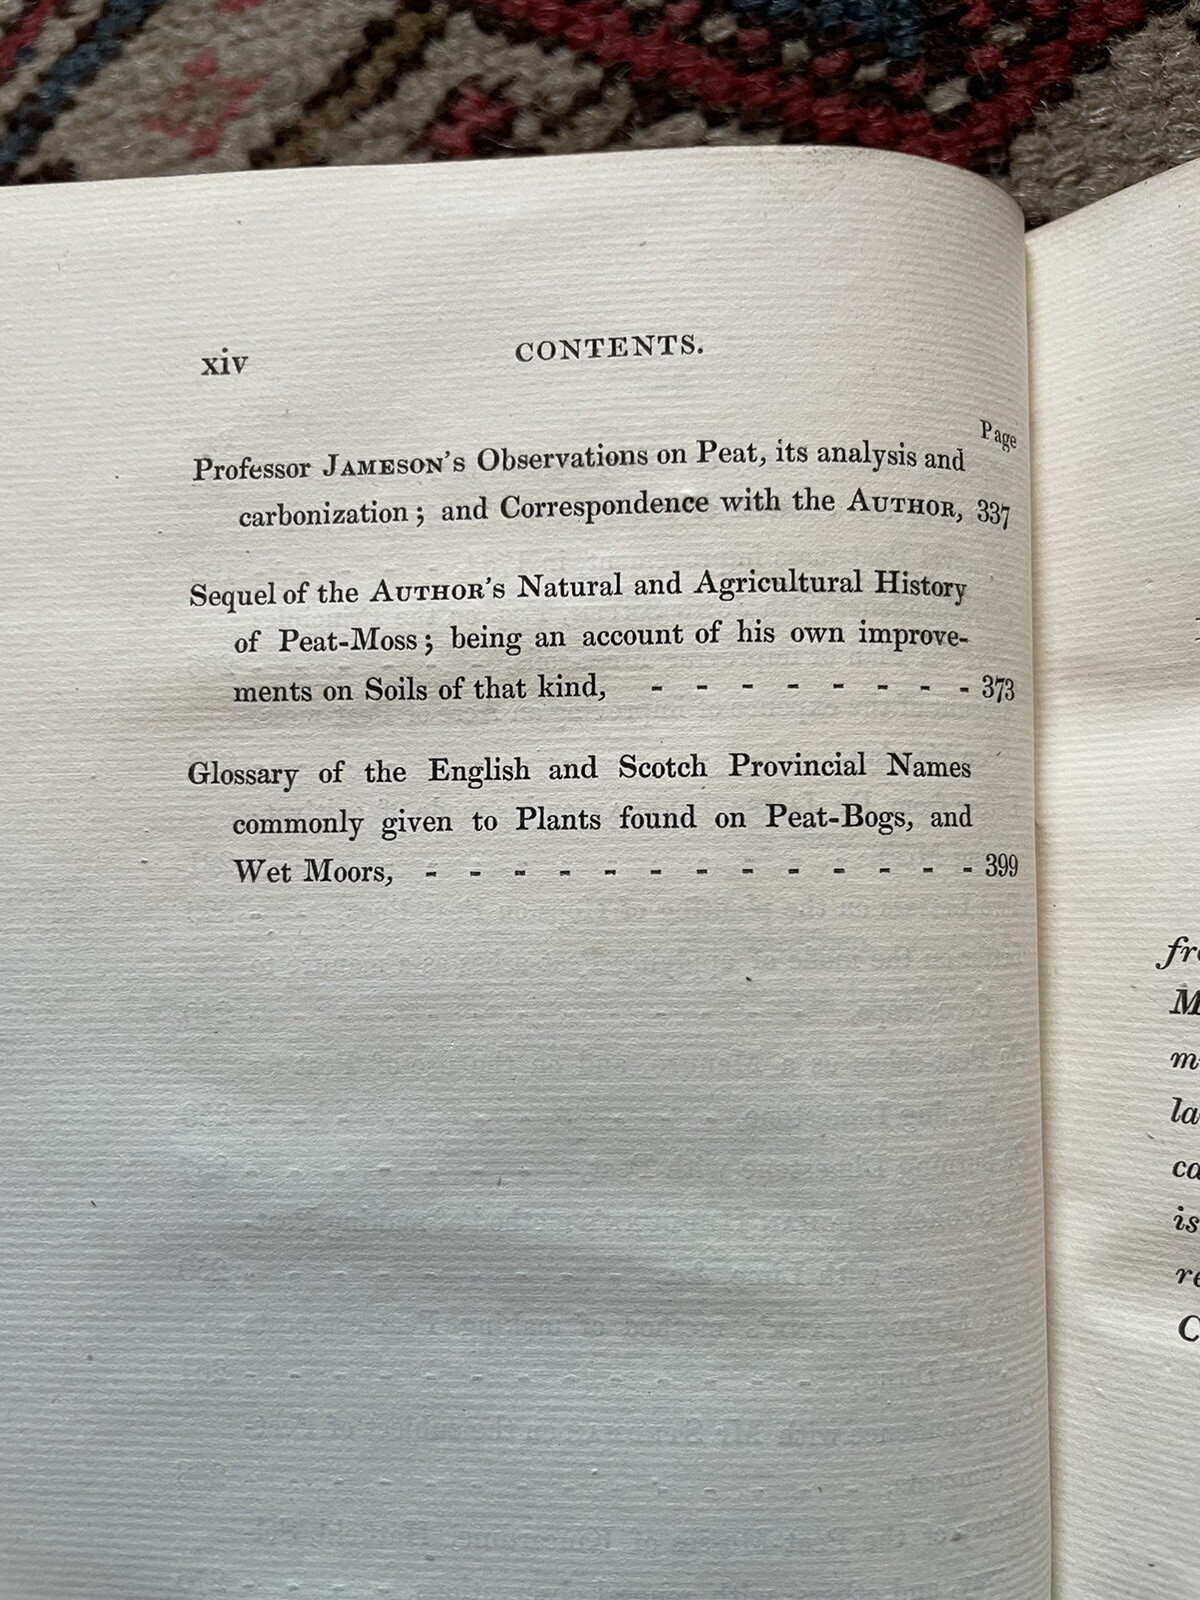 xiv CONTENTS.
Page
Professor JAMESON'S Observations on Peat, its analysis and
carbonization; and Correspondence with the AUTHOR, 337
Sequel of the AUTHOR'S Natural and Agricultural History
of Peat-Moss; being an account of his own improve-
ments on Soils of that kind, - - - - - - - - 373
Glossary of the English and Scotch Provincial Names
commonly given to Plants found on Peat-Bogs, and
Wet Moors, - - - - - - - - - - - - - 399